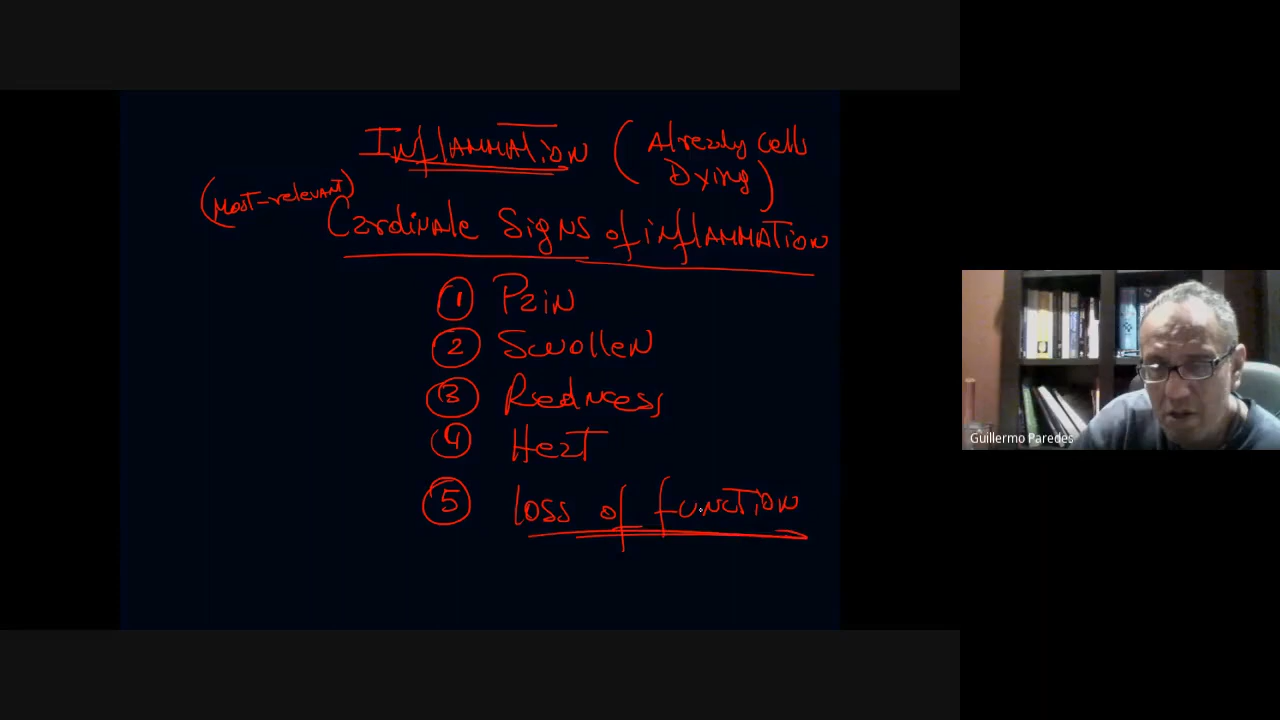 INFLAMMATION (Already cells
Dying)
(Most-relevant)
Cardinale Signs of inflAMMATION
1 Pain
2 Swollen
3 Redness
4 Heat
5 loss of function
Guillermo Paredes